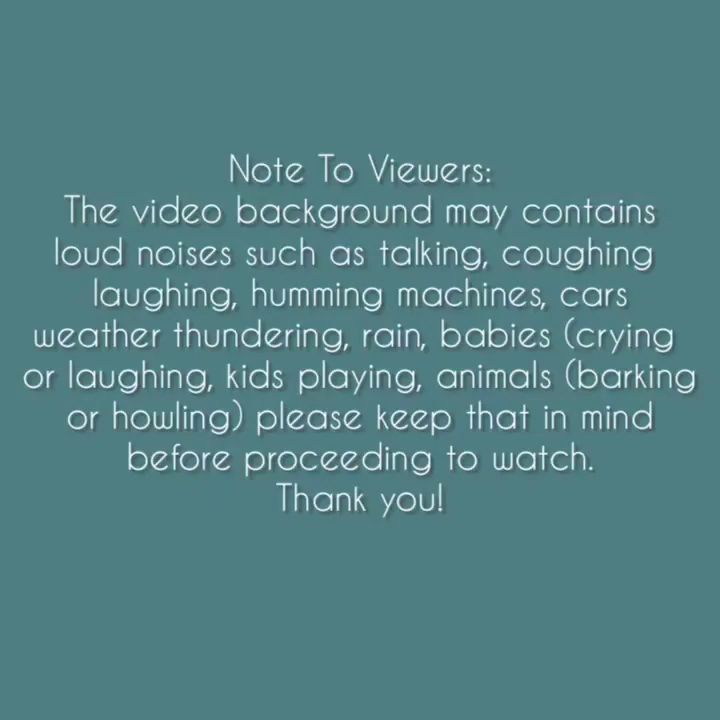 Note To Viewers:
The video background may contains
loud noises such as talking, coughing
laughing, humming machines, cars
weather thundering, rain, babies (crying
or laughing, kids playing, animals (barking
or howling) please keep that in mind
before proceeding to watch.
Thank you!